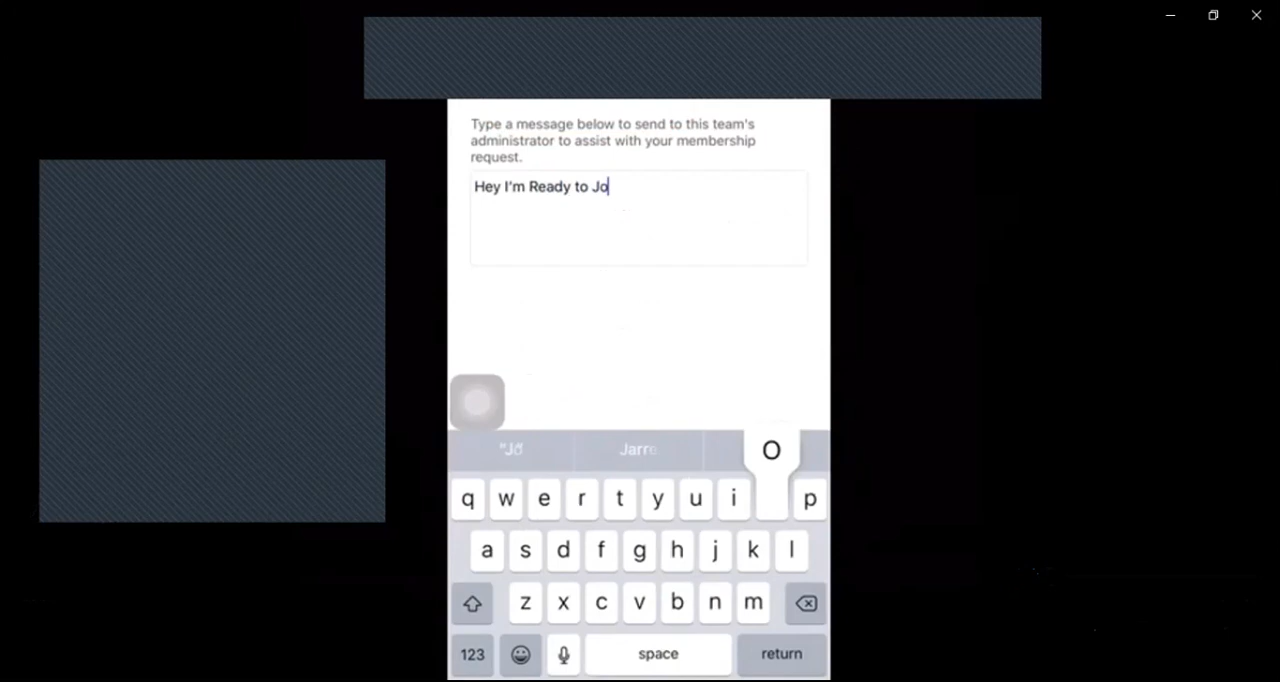 Type a message below to send to this team's
administrator to assist with your membership
request.
Hey I'm Ready to Jo
"Jo" Jarre
O
q w e r t y u i p
a s d f g h j k l
z x c v b n m
123 space return